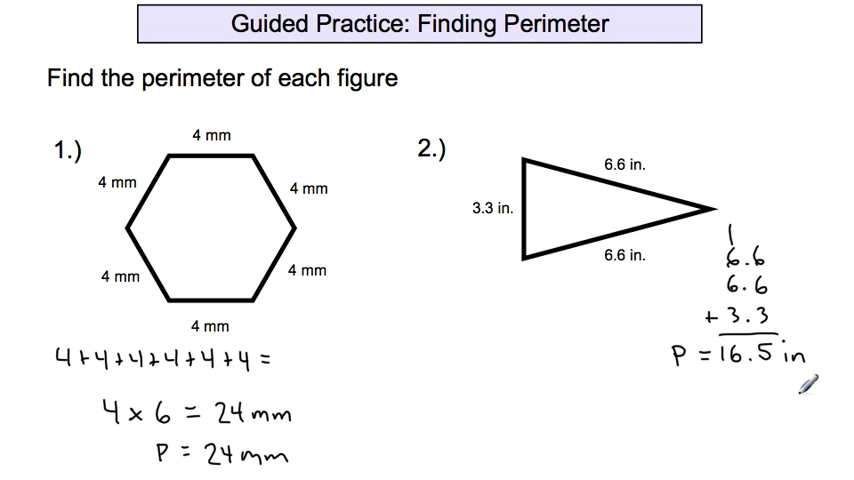 Guided Practice: Finding Perimeter
Find the perimeter of each figure
1.)
4 mm
4 mm
4 mm
4 mm
4 mm
4 mm
4+4+4+4+4+4 =
4 × 6 = 24 mm
P = 24 mm
2.)
6.6 in.
3.3 in.
6.6 in.
1
6.6
6.6
+ 3.3
P = 16.5 in